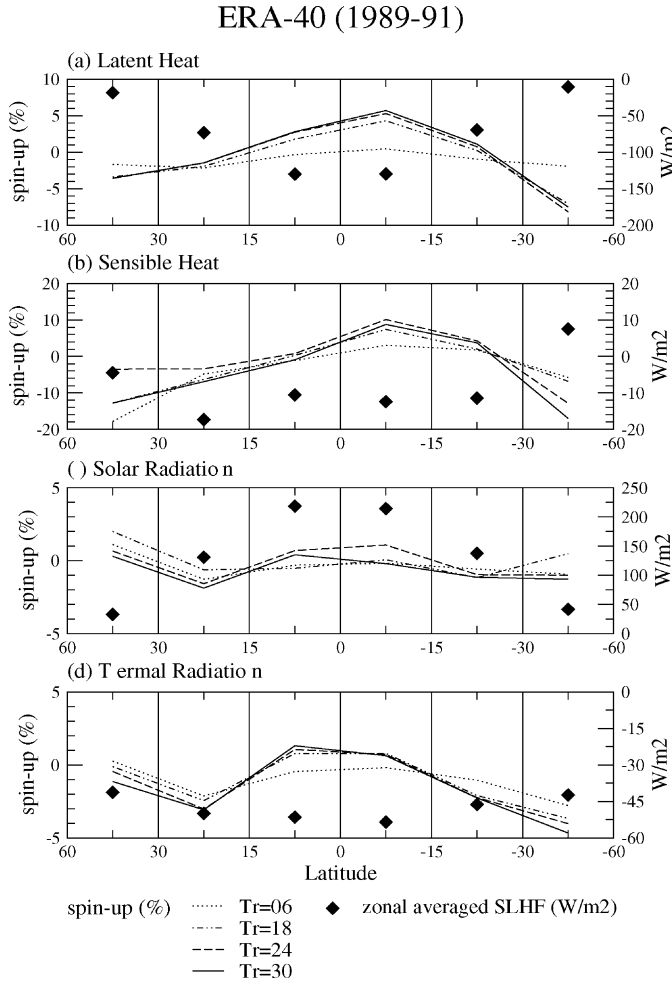 ERA-40 (1989-91)
(a) Latent Heat
10 5 0 -5 -10
spin-up (%)
0 -50 -100 -150 -200
W/m2
60 30 15 0 -15 -30 -60
(b) Sensible Heat
20 10 0 -10 -20
spin-up (%)
20 10 0 -10 -20
W/m2
60 30 15 0 -15 -30 -60
( ) Solar Radiatio n
5 0 -5
spin-up (%)
250 200 150 100 50 0
W/m2
60 30 15 0 -15 -30 -60
(d) T ermal Radiatio n
5 0 -5
spin-up (%)
0 -15 -30 -45 -60
W/m2
60 30 15 0 -15 -30 -60
Latitude
spin-up (%) Tr=06 zonal averaged SLHF (W/m2)
Tr=18
Tr=24
Tr=30